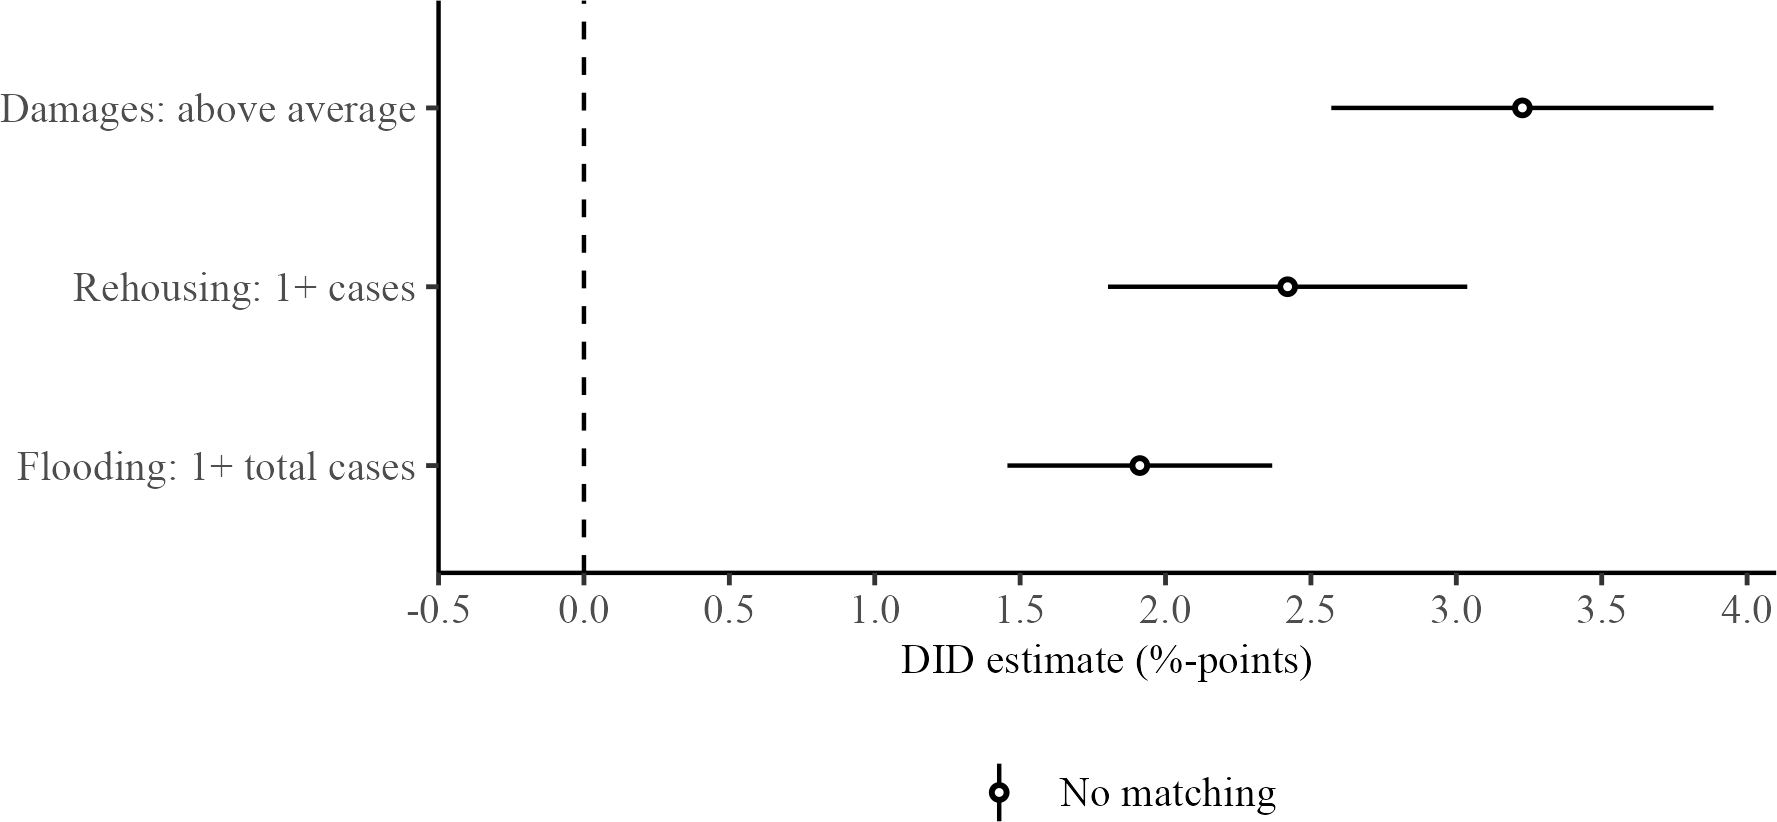 Damages: above average
Rehousing: 1+ cases
Flooding: 1+ total cases
-0.5 0.0 0.5 1.0 1.5 2.0 2.5 3.0 3.5 4.0
DID estimate (%-points)
No matching